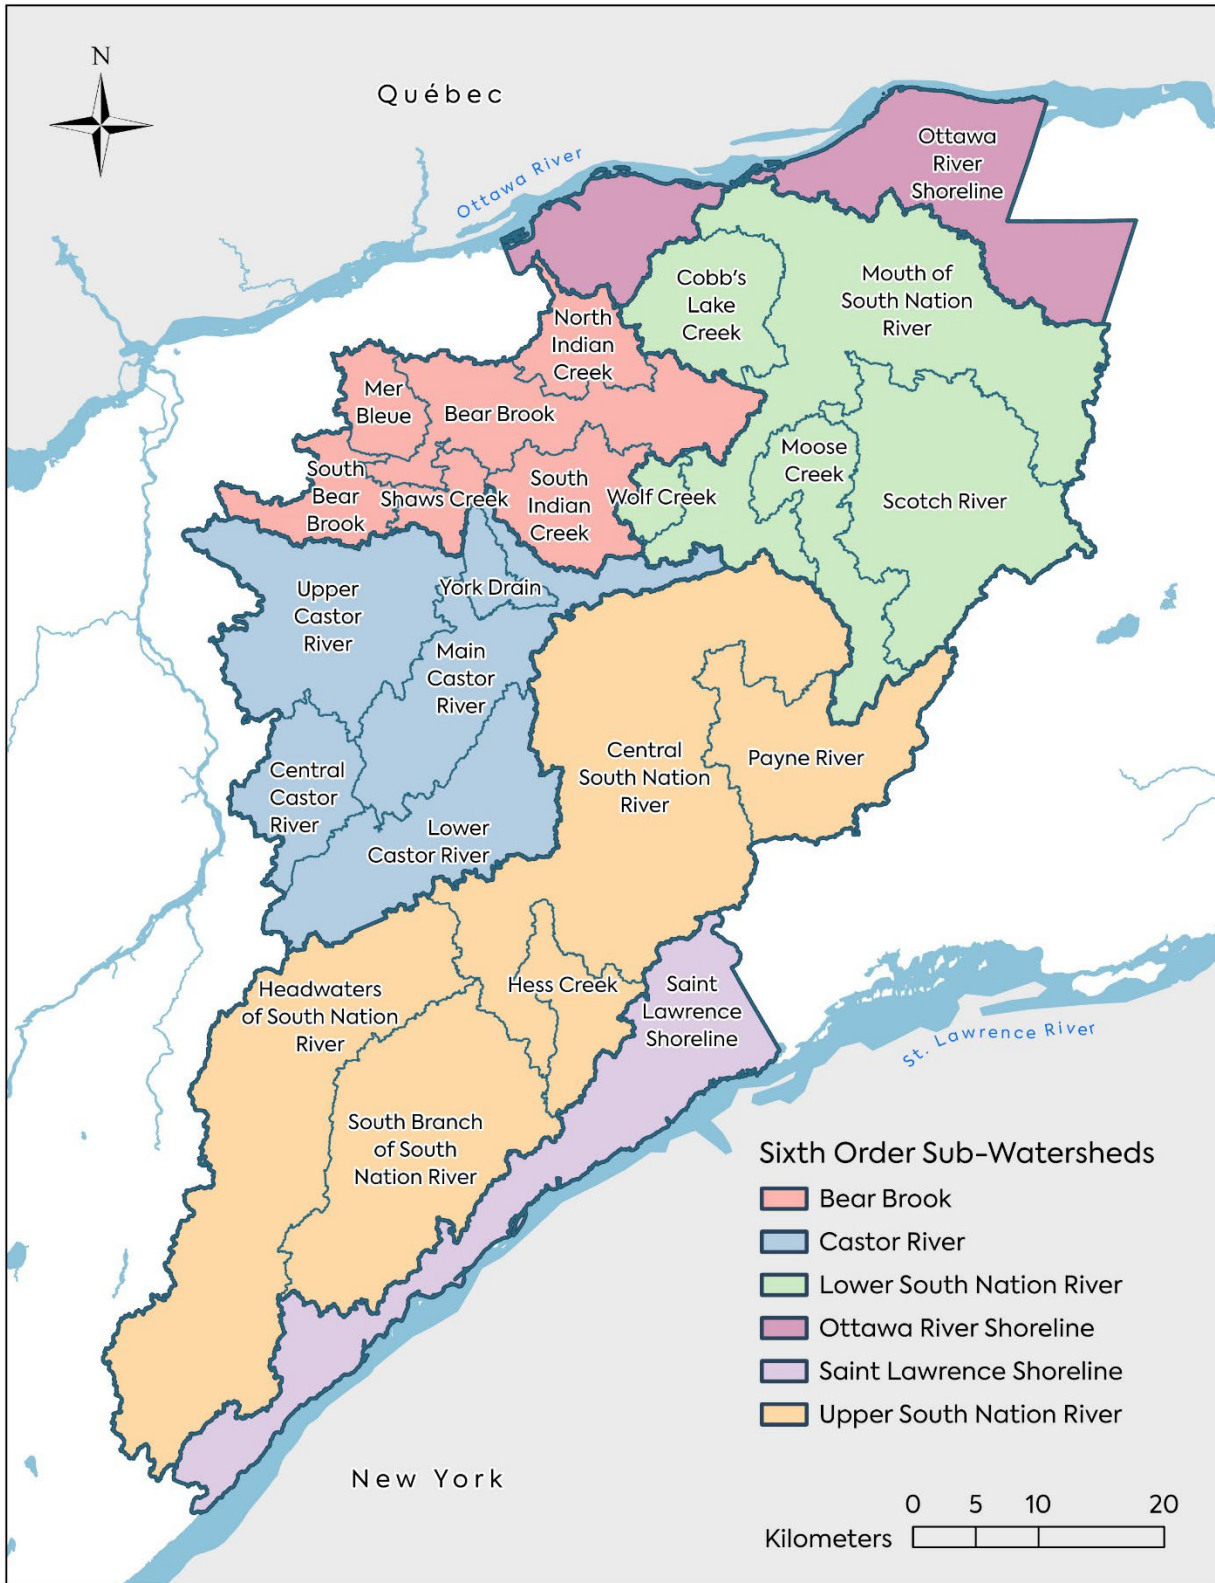 N
Québec
Ottawa River
Ottawa
River
Shoreline
Cobb's
Lake
Creek
Mouth of
South Nation
River
North
Indian
Creek
Mer
Bleue
Bear Brook
Moose
Creek
South
Bear
Brook
Shaws Creek
South
Indian
Creek
Wolf Creek
Scotch River
Upper
Castor
River
York Drain
Main
Castor
River
Central
South Nation
River
Payne River
Central
Castor
River
Lower
Castor River
Headwaters
of South Nation
River
Hess Creek
Saint
Lawrence
Shoreline
St. Lawrence River
South Branch
of South
Nation River
Sixth Order Sub-Watersheds
Bear Brook
Castor River
Lower South Nation River
Ottawa River Shoreline
Saint Lawrence Shoreline
Upper South Nation River
New York
0 5 10 20
Kilometers